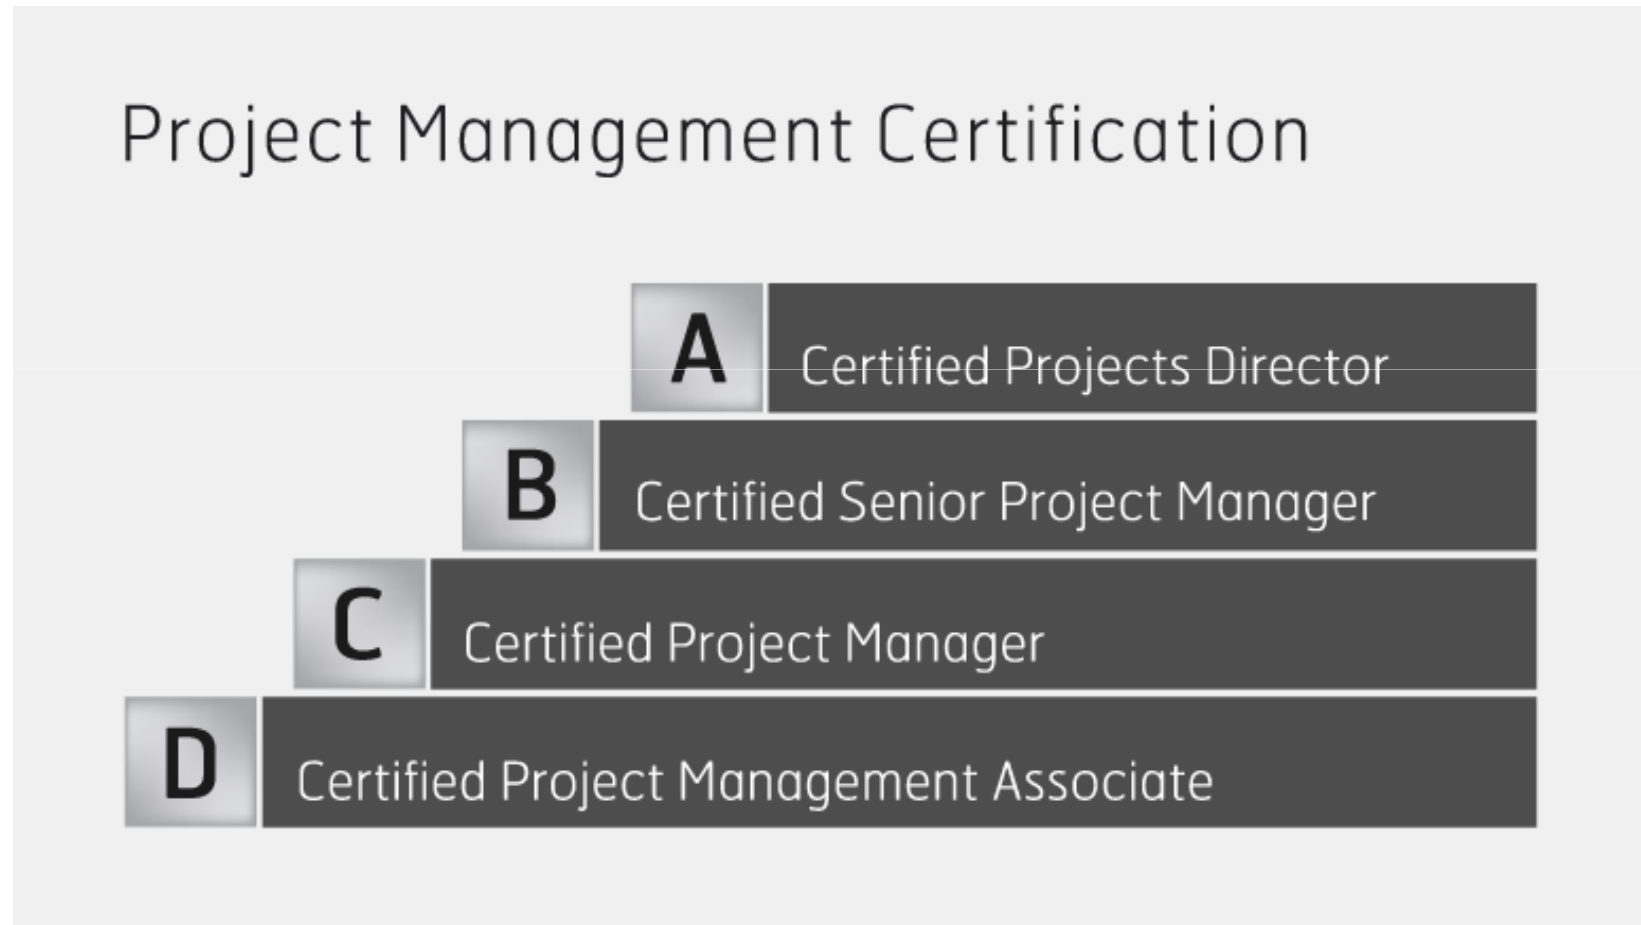 Project Management Certification
A Certified Projects Director
B Certified Senior Project Manager
C Certified Project Manager
D Certified Project Management Associate